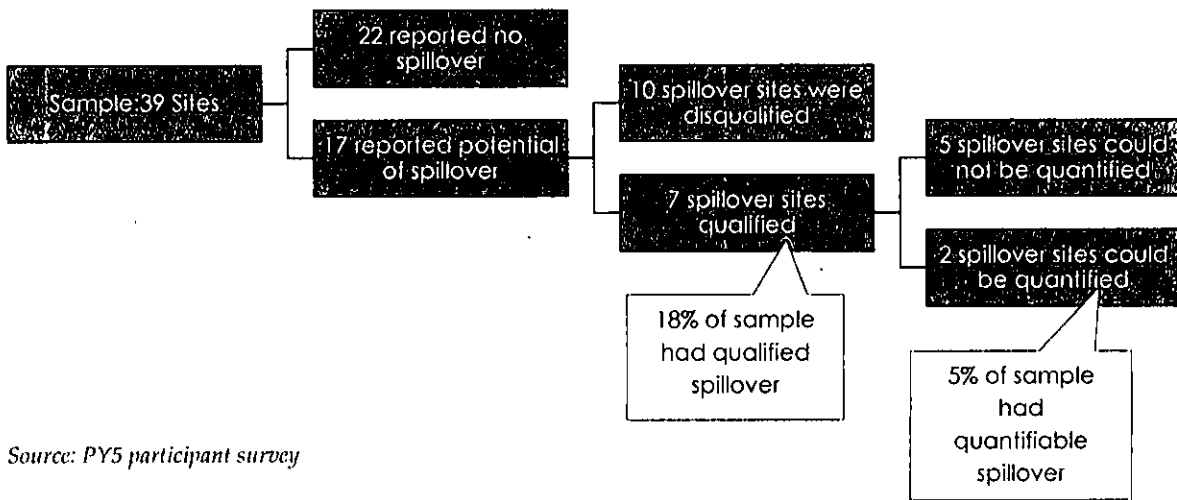 22 reported no
spillover
Sample:39 Sites
17 reported potential
of spillover
10 spillover sites were
disqualified
7 spillover sites
qualified
5 spillover sites could
not be quantified
2 spillover sites could
be quantified
18% of sample
had qualified
spillover
5% of sample
had
quantifiable
spillover
Source: PY5 participant survey